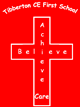 Tibberton CE First School
Achieve
Believe
Care